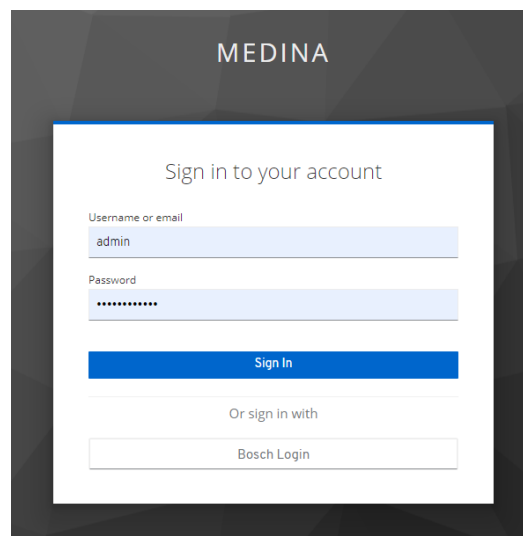 MEDINA
Sign in to your account
Username or email
admin
Password
••••••••••••
Sign In
Or sign in with
Bosch Login